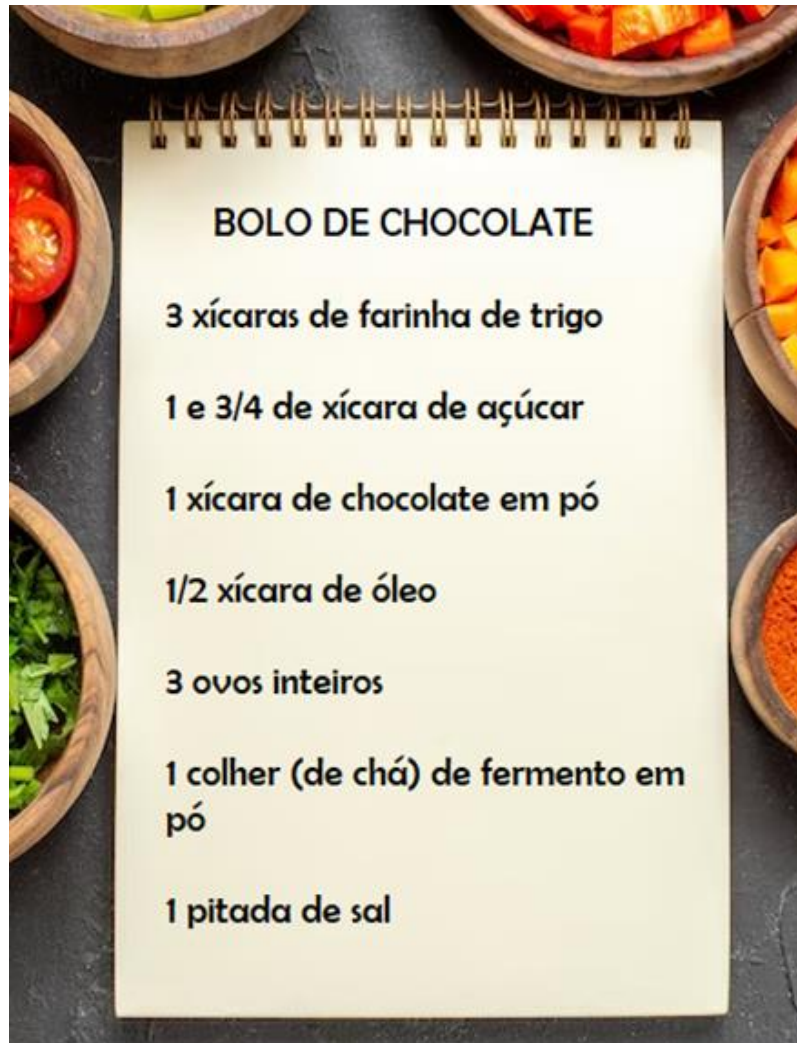 BOLO DE CHOCOLATE
3 xícaras de farinha de trigo
1 e 3/4 de xícara de açúcar
1 xícara de chocolate em pó
1/2 xícara de óleo
3 ovos inteiros
1 colher (de chá) de fermento em
pó
1 pitada de sal